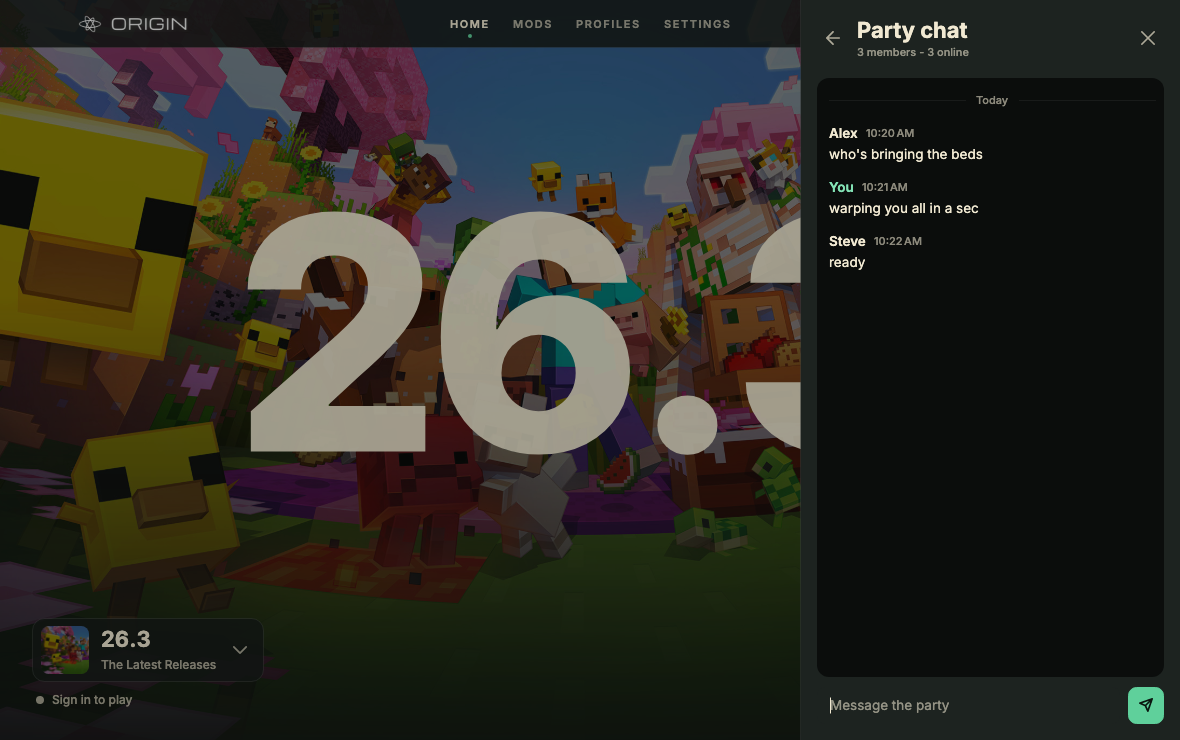 ORIGIN
HOME MODS PROFILES SETTINGS
26.3
26.3
The Latest Releases
Sign in to play
Party chat
3 members - 3 online
Today
Alex 10:20 AM
who's bringing the beds
You 10:21 AM
warping you all in a sec
Steve 10:22 AM
ready
Message the party